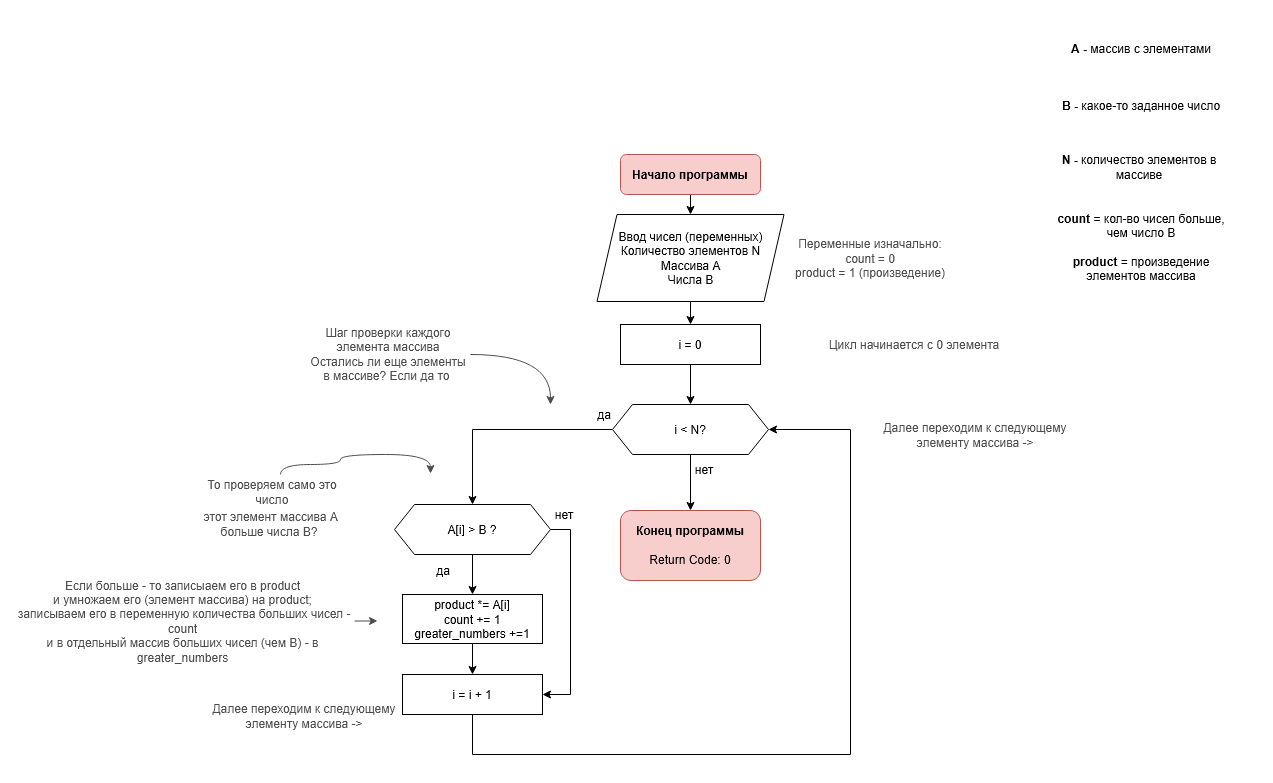 A - массив с элементами
B - какое-то заданное число
N - количество элементов в
массиве
count = кол-во чисел больше,
чем число B
product = произведение
элементов массива
Начало программы
Ввод чисел (переменных)
Количество элементов N
Массива A
Числа B
Переменные изначально:
count = 0
product = 1 (произведение)
i = 0
Цикл начинается с 0 элемента
Шаг проверки каждого
элемента массива
Остались ли еще элементы
в массиве? Если да то
да
i < N?
Далее переходим к следующему
элементу массива ->
нет
То проверяем само это
число
этот элемент массива A
больше числа B?
A[i] > B ?
нет
Конец программы
Return Code: 0
да
Если больше - то записыаем его в product
и умножаем его (элемент массива) на product;
записываем его в переменную количества больших чисел -
count
и в отдельный массив больших чисел (чем B) - в
greater_numbers
product *= A[i]
count += 1
greater_numbers +=1
i = i + 1
Далее переходим к следующему
элементу массива ->